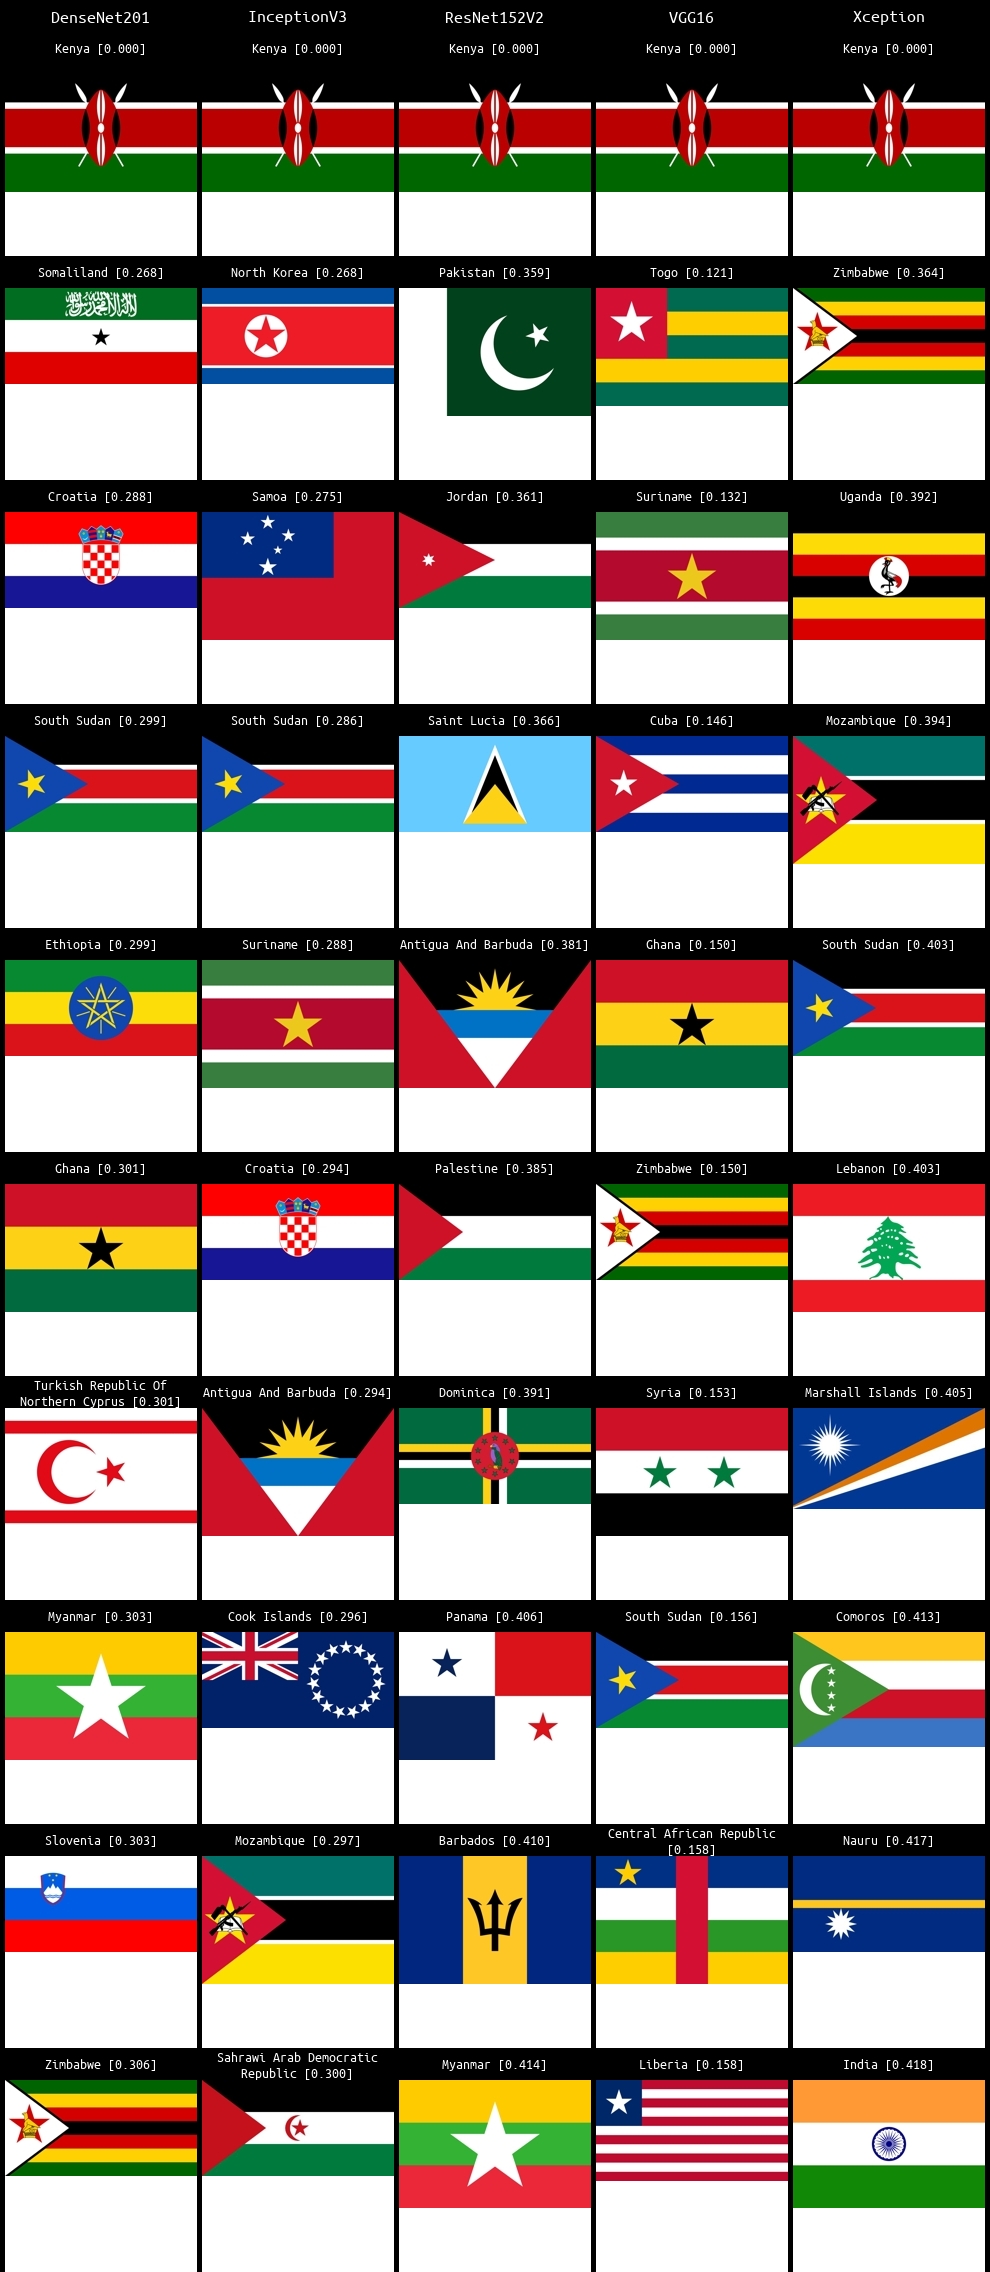 DenseNet201 InceptionV3 ResNet152V2 VGG16 Xception
Kenya [0.000] Kenya [0.000] Kenya [0.000] Kenya [0.000] Kenya [0.000]
Somaliland [0.268] North Korea [0.268] Pakistan [0.359] Togo [0.121] Zimbabwe [0.364]
Croatia [0.288] Samoa [0.275] Jordan [0.361] Suriname [0.132] Uganda [0.392]
South Sudan [0.299] South Sudan [0.286] Saint Lucia [0.366] Cuba [0.146] Mozambique [0.394]
Ethiopia [0.299] Suriname [0.288] Antigua And Barbuda [0.381] Ghana [0.150] South Sudan [0.403]
Ghana [0.301] Croatia [0.294] Palestine [0.385] Zimbabwe [0.150] Lebanon [0.403]
Turkish Republic Of
Northern Cyprus [0.301] Antigua And Barbuda [0.294] Dominica [0.391] Syria [0.153] Marshall Islands [0.405]
Myanmar [0.303] Cook Islands [0.296] Panama [0.406] South Sudan [0.156] Comoros [0.413]
Slovenia [0.303] Mozambique [0.297] Barbados [0.410] Central African Republic
[0.158] Nauru [0.417]
Zimbabwe [0.306] Sahrawi Arab Democratic
Republic [0.300] Myanmar [0.414] Liberia [0.158] India [0.418]